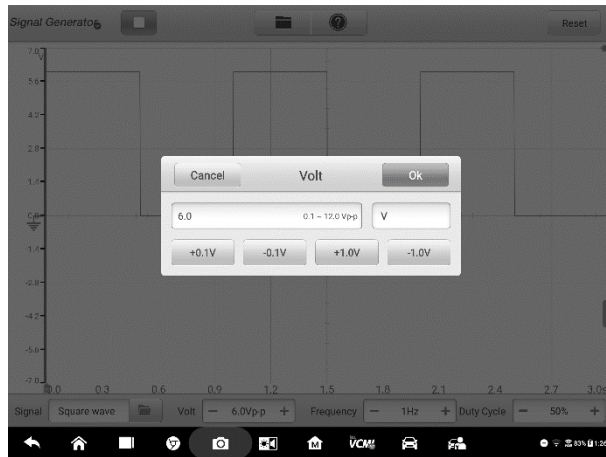 Signal Generator
Reset
7.0
V
5.6
4.2
2.8
1.4
-1.4
-2.8
-4.2
-5.6
-7.0
Cancel Volt Ok
6.0 0.1 ~ 12.0 Vp-p V
+0.1V -0.1V +1.0V -1.0V
0.0 0.3 0.6 0.9 1.2 1.5 1.8 2.1 2.4 2.7 3.0s
Signal Square wave Volt − 6.0Vp-p + Frequency − 1Hz + Duty Cycle − 50% +
M VCMI 83% 1:26